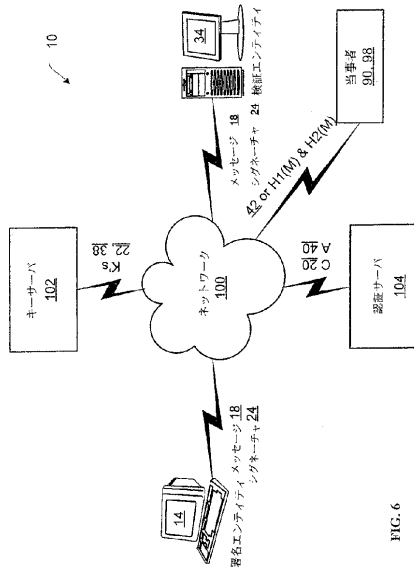 10
キーサーバ
102
K's
22, 38
34
メッセージ 18
シグネーチャ 24
検証エンティティ
ネットワーク
100
42 or H1(M) & H2(M)
当事者
90, 98
C 20
A 40
認証サーバ
104
14
署名エンティティ
メッセージ 18
シグネーチャ 24
FIG. 6